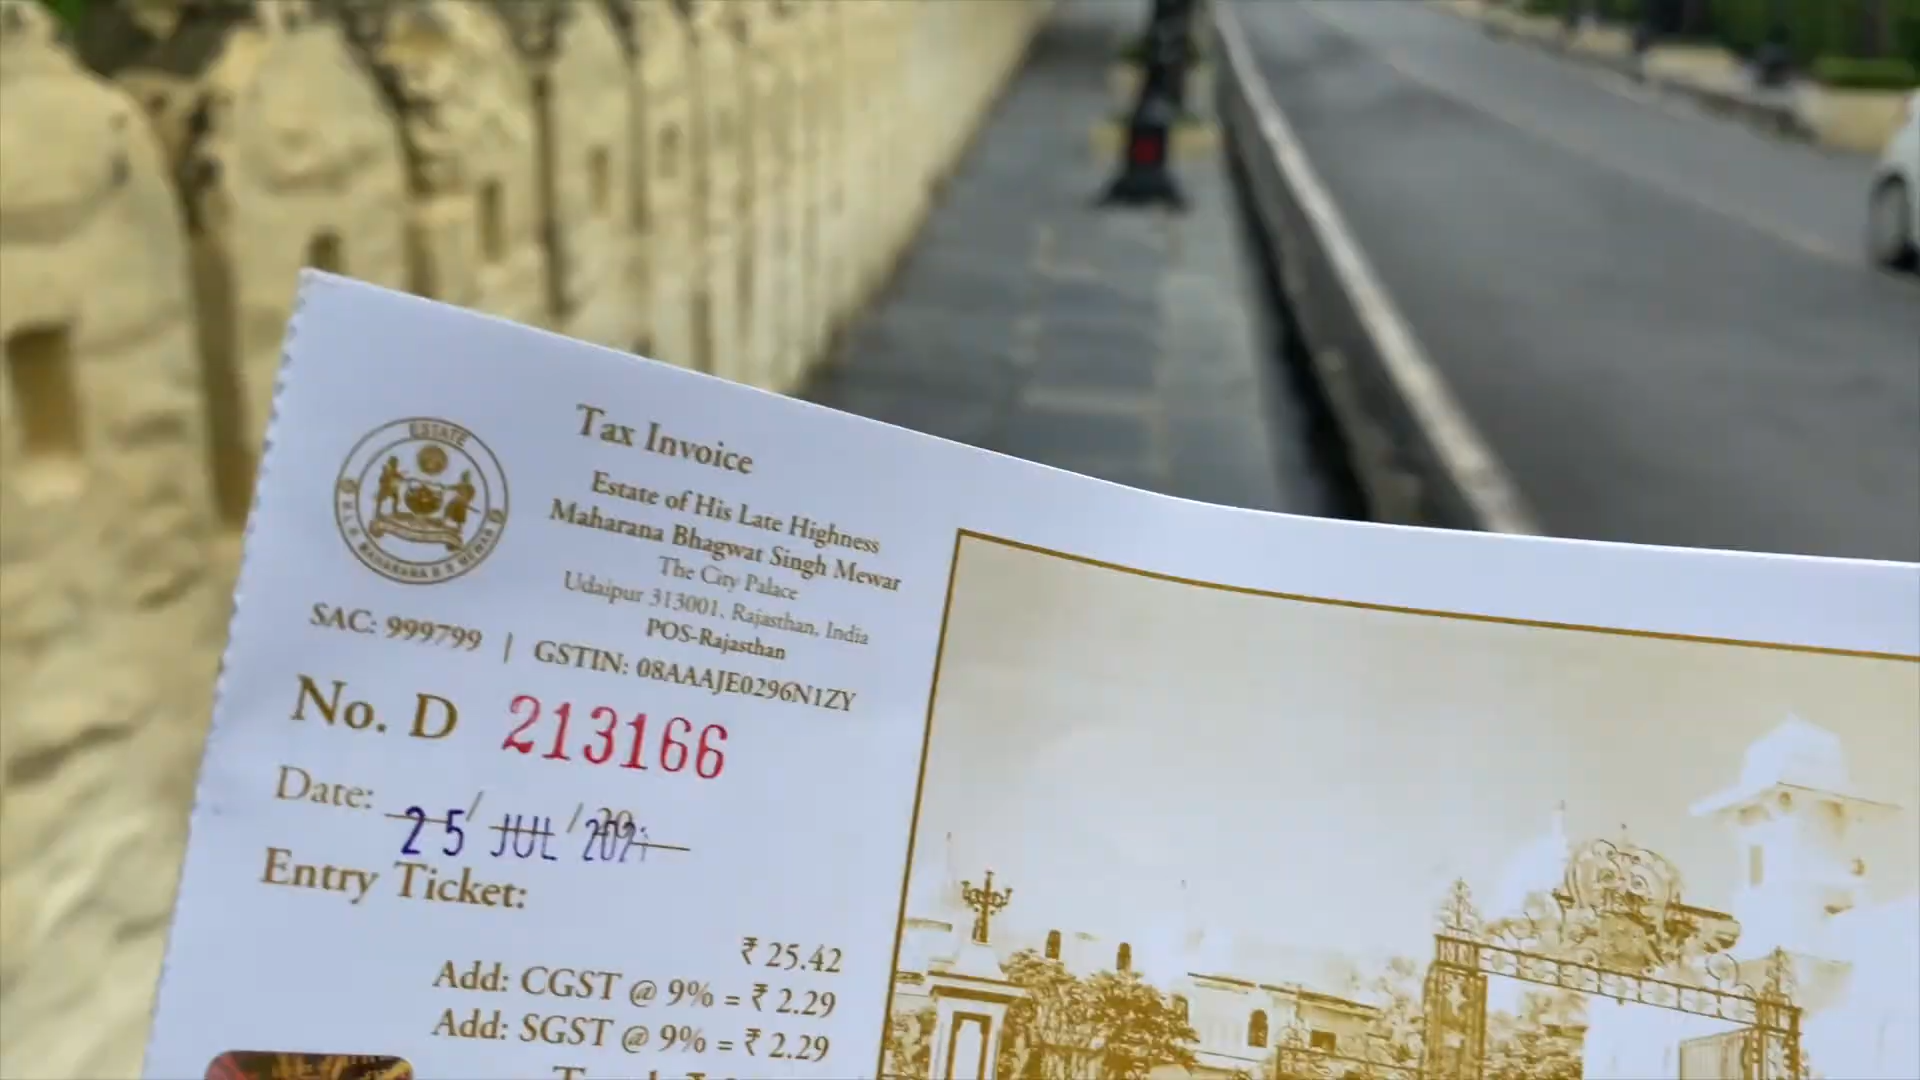 ESTATE
Tax Invoice
Estate of His Late Highness
Maharana Bhagwat Singh Mewar
The City Palace
Udaipur 313001, Rajasthan, India
POS-Rajasthan
SAC: 999799 | GSTIN: 08AAAJE0296N1ZY
No. D 213166
Date: 25 / JUL /
Entry Ticket:
₹ 25.42
Add: CGST @ 9% = ₹ 2.29
Add: SGST @ 9% = ₹ 2.29